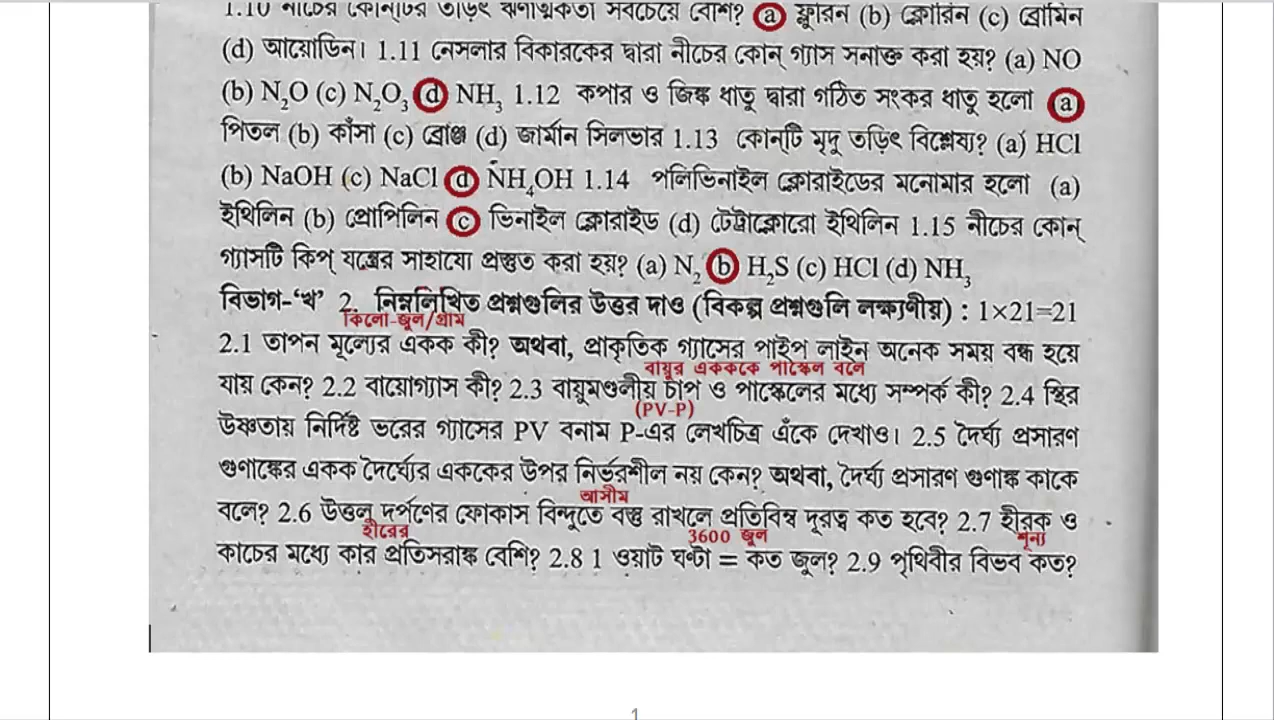 1.10 নীচের কোন্‌টির তড়িৎ ঋণাত্মকতা সবচেয়ে বেশি? (a) ফ্লুরিন (b) ক্লোরিন (c) ব্রোমিন
(d) আয়োডিন। 1.11 নেসলার বিকারকের দ্বারা নীচের কোন্ গ্যাস সনাক্ত করা হয়? (a) NO
(b) N₂O (c) N₂O₃ (d) NH₃ 1.12 কপার ও জিঙ্ক ধাতু দ্বারা গঠিত সংকর ধাতু হলো (a)
পিতল (b) কাঁসা (c) ব্রোঞ্জ (d) জার্মান সিলভার 1.13 কোন্‌টি মৃদু তড়িৎ বিশ্লেষ্য? (a) HCl
(b) NaOH (c) NaCl (d) NH₄OH 1.14 পলিভিনাইল ক্লোরাইডের মনোমার হলো (a)
ইথিলিন (b) প্রোপিলিন (c) ভিনাইল ক্লোরাইড (d) টেট্রাক্লোরো ইথিলিন 1.15 নীচের কোন্
গ্যাসটি কিপ্ যন্ত্রের সাহায্যে প্রস্তুত করা হয়? (a) N₂ (b) H₂S (c) HCl (d) NH₃
বিভাগ-‘খ’ 2. নিম্নলিখিত প্রশ্নগুলির উত্তর দাও (বিকল্প প্রশ্নগুলি লক্ষ্যণীয়) : 1×21=21
কিলো-জুল/গ্রাম
2.1 তাপন মূল্যের একক কী? অথবা, প্রাকৃতিক গ্যাসের পাইপ লাইন অনেক সময় বন্ধ হয়ে
বায়ুর একককে পাস্কেল বলে
যায় কেন? 2.2 বায়োগ্যাস কী? 2.3 বায়ুমণ্ডলীয় চাপ ও পাস্কেলের মধ্যে সম্পর্ক কী? 2.4 স্থির
(PV-P)
উষ্ণতায় নির্দিষ্ট ভরের গ্যাসের PV বনাম P-এর লেখচিত্র এঁকে দেখাও। 2.5 দৈর্ঘ্য প্রসারণ
গুণাঙ্কের একক দৈর্ঘ্যের এককের উপর নির্ভরশীল নয় কেন? অথবা, দৈর্ঘ্য প্রসারণ গুণাঙ্ক কাকে
আসীম
বলে? 2.6 উত্তল দর্পণের ফোকাস বিন্দুতে বস্তু রাখলে প্রতিবিম্ব দূরত্ব কত হবে? 2.7 হীরক ও
হীরের 3600 জুল শূন্য
কাচের মধ্যে কার প্রতিসরাঙ্ক বেশি? 2.8 1 ওয়াট ঘণ্টা = কত জুল? 2.9 পৃথিবীর বিভব কত?
1